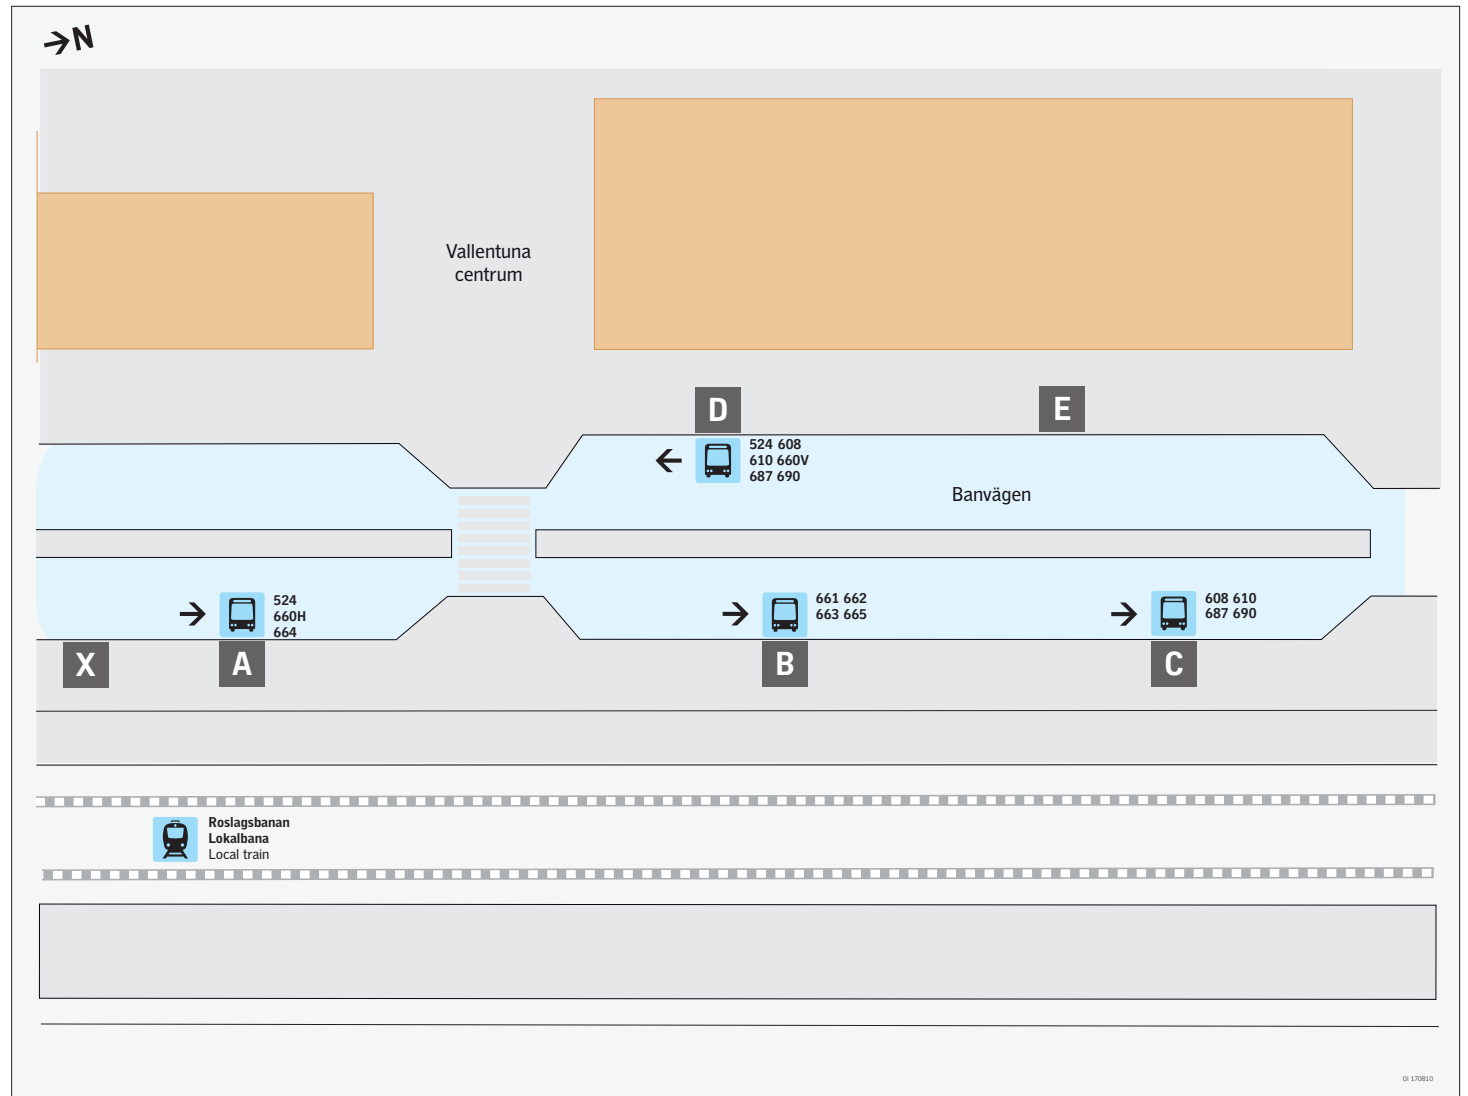 N
Vallentuna
centrum
D
E
524 608
610 660V
687 690
Banvägen
524
660H
664
661 662
663 665
608 610
687 690
X
A
B
C
Roslagsbanan
Lokalbana
Local train
OI 170810